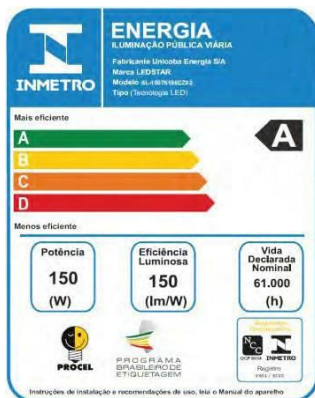 INMETRO
ENERGIA
ILUMINAÇÃO PÚBLICA VIÁRIA
Fabricante Unicoba Energia S/A
Marca LEDSTAR
Modelo
Tipo (Tecnologia LED)
Mais eficiente
A
A
B
C
D
Menos eficiente
Potência
150
(W)
Eficiência
Luminosa
150
(lm/W)
Vida
Declarada
Nominal
61.000
(h)
PROCEL
PROGRAMA
BRASILEIRO DE
ETIQUETAGEM
NCC
INMETRO
Registro
Instruções de instalação e recomendações de uso, leia o Manual do aparelho